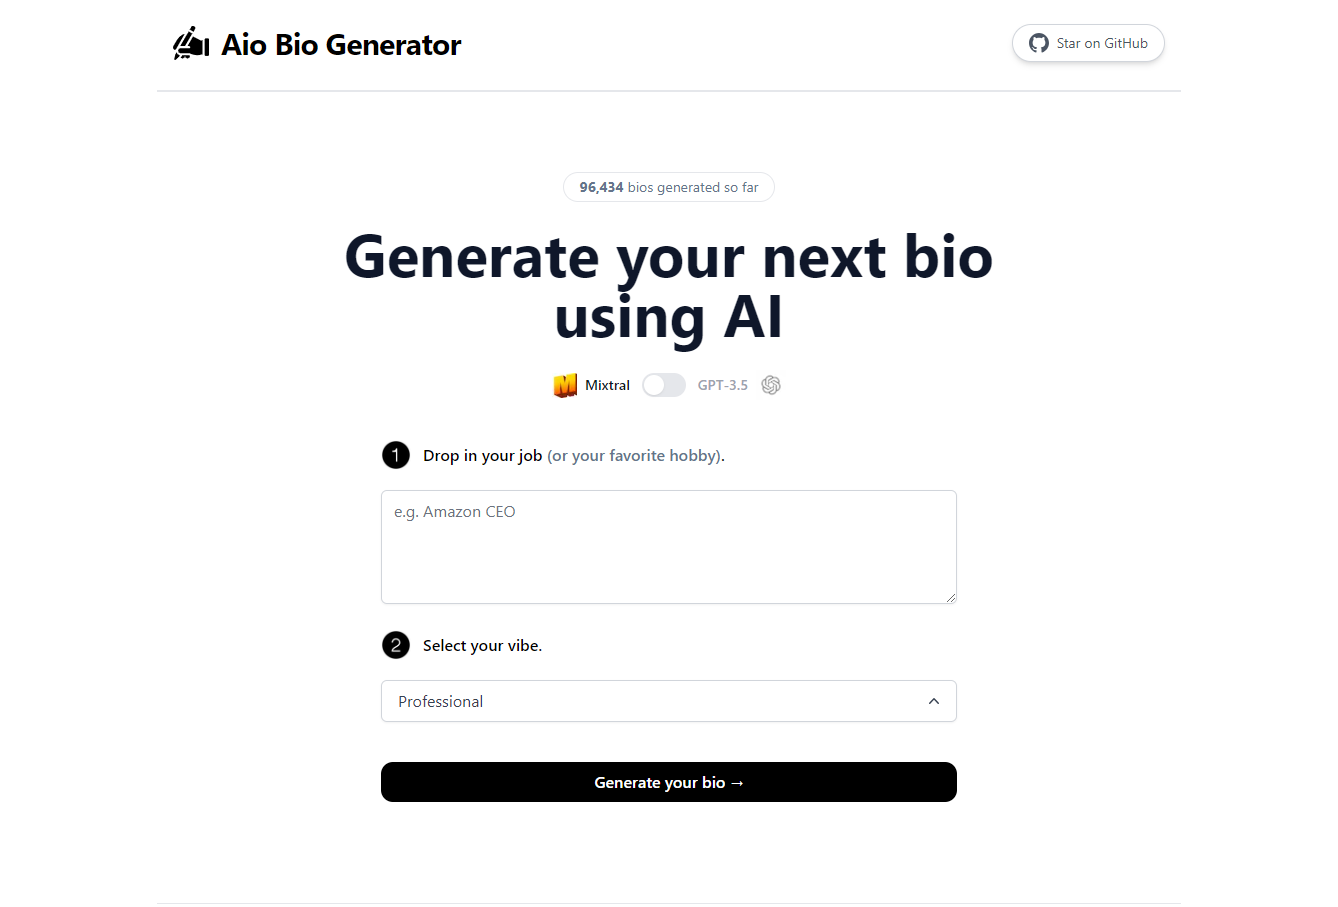 Aio Bio Generator
Star on GitHub
96,434 bios generated so far
Generate your next bio
using AI
M Mixtral GPT-3.5
1 Drop in your job (or your favorite hobby).
e.g. Amazon CEO
2 Select your vibe.
Professional
Generate your bio →